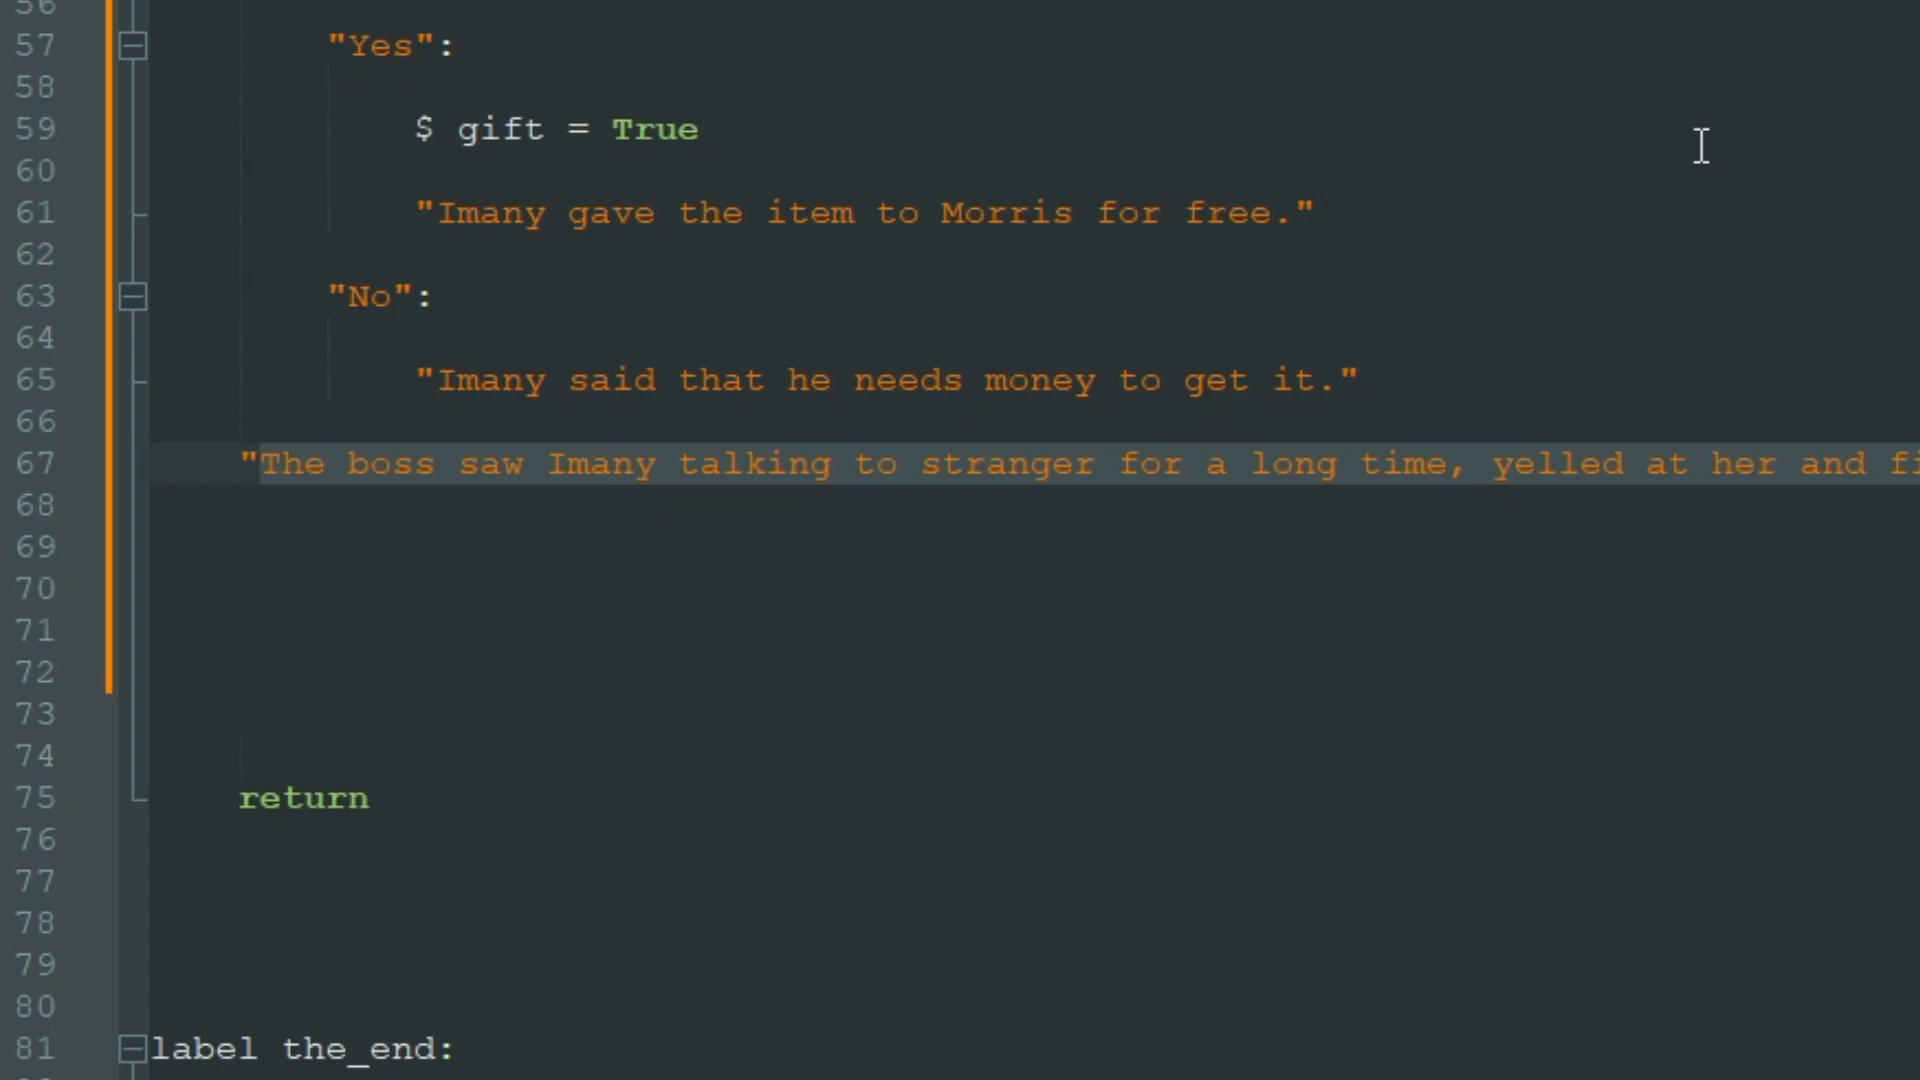 56
57 "Yes":
58
59 $ gift = True
60
61 "Imany gave the item to Morris for free."
62
63 "No":
64
65 "Imany said that he needs money to get it."
66
67 "The boss saw Imany talking to stranger for a long time, yelled at her and fi
68
69
70
71
72
73
74
75 return
76
77
78
79
80
81 label the_end: